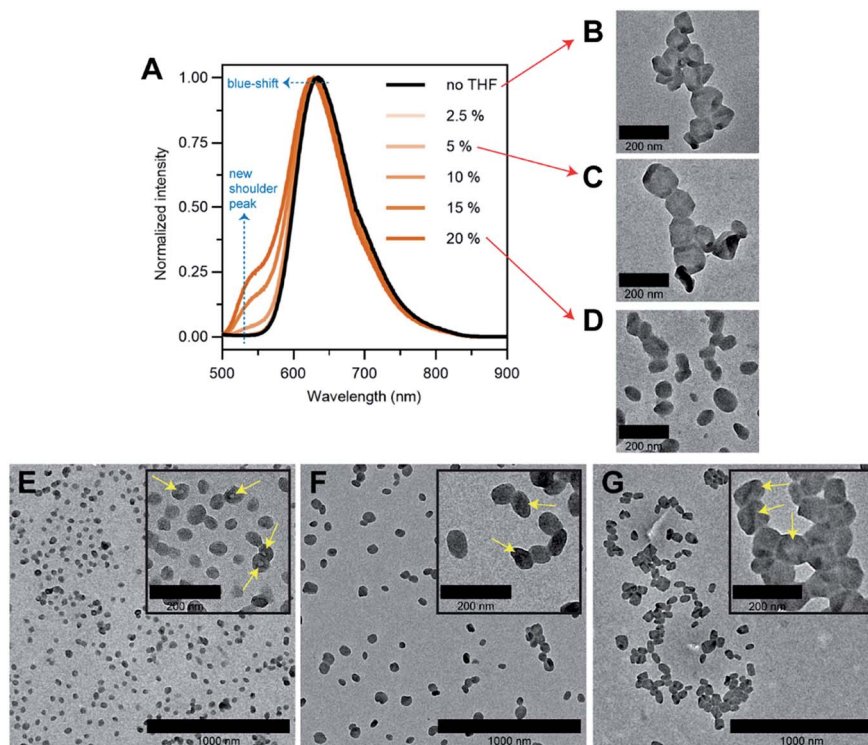 A
B
1.00
0.75
0.50
0.25
0.00
Normalized intensity
500
600
700
800
900
Wavelength (nm)
blue-shift
new
shoulder
peak
no THF
2.5 %
5 %
10 %
15 %
20 %
200 nm
C
200 nm
D
200 nm
E
200 nm
1000 nm
F
200 nm
1000 nm
G
200 nm
1000 nm